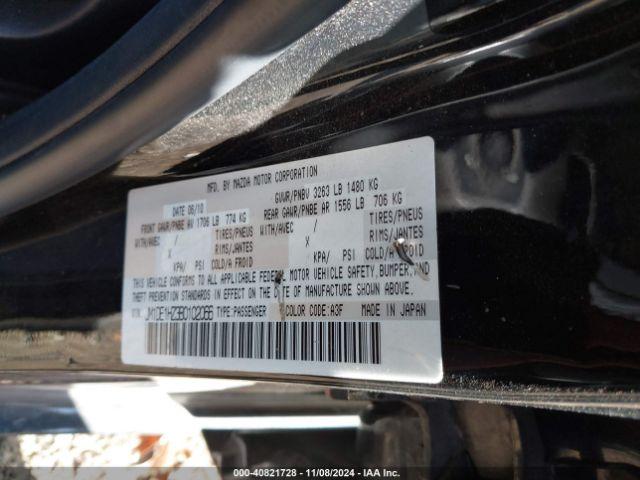 MFD. BY MAZDA MOTOR CORPORATION
DATE 06/10 GVWR/PNBV 3263 LB 1480 KG
FRONT GAWR/PNBE AV 1706 LB 774 KG REAR GAWR/PNBE AR 1556 LB 706 KG
WITH/AVEC / TIRES/PNEUS WITH/AVEC / TIRES/PNEUS
X RIMS/JANTES X RIMS/JANTES
KPA/ PSI COLD/A FROID KPA/ PSI COLD/A FROID
THIS VEHICLE CONFORMS TO ALL APPLICABLE FEDERAL MOTOR VEHICLE SAFETY, BUMPER, AND
THEFT PREVENTION STANDARDS IN EFFECT ON THE DATE OF MANUFACTURE SHOWN ABOVE.
VIN: JM1DE1HZ3B0102066 TYPE:PASSENGER COLOR CODE:A3F MADE IN JAPAN
000-40821728 - 11/08/2024 - IAA Inc.